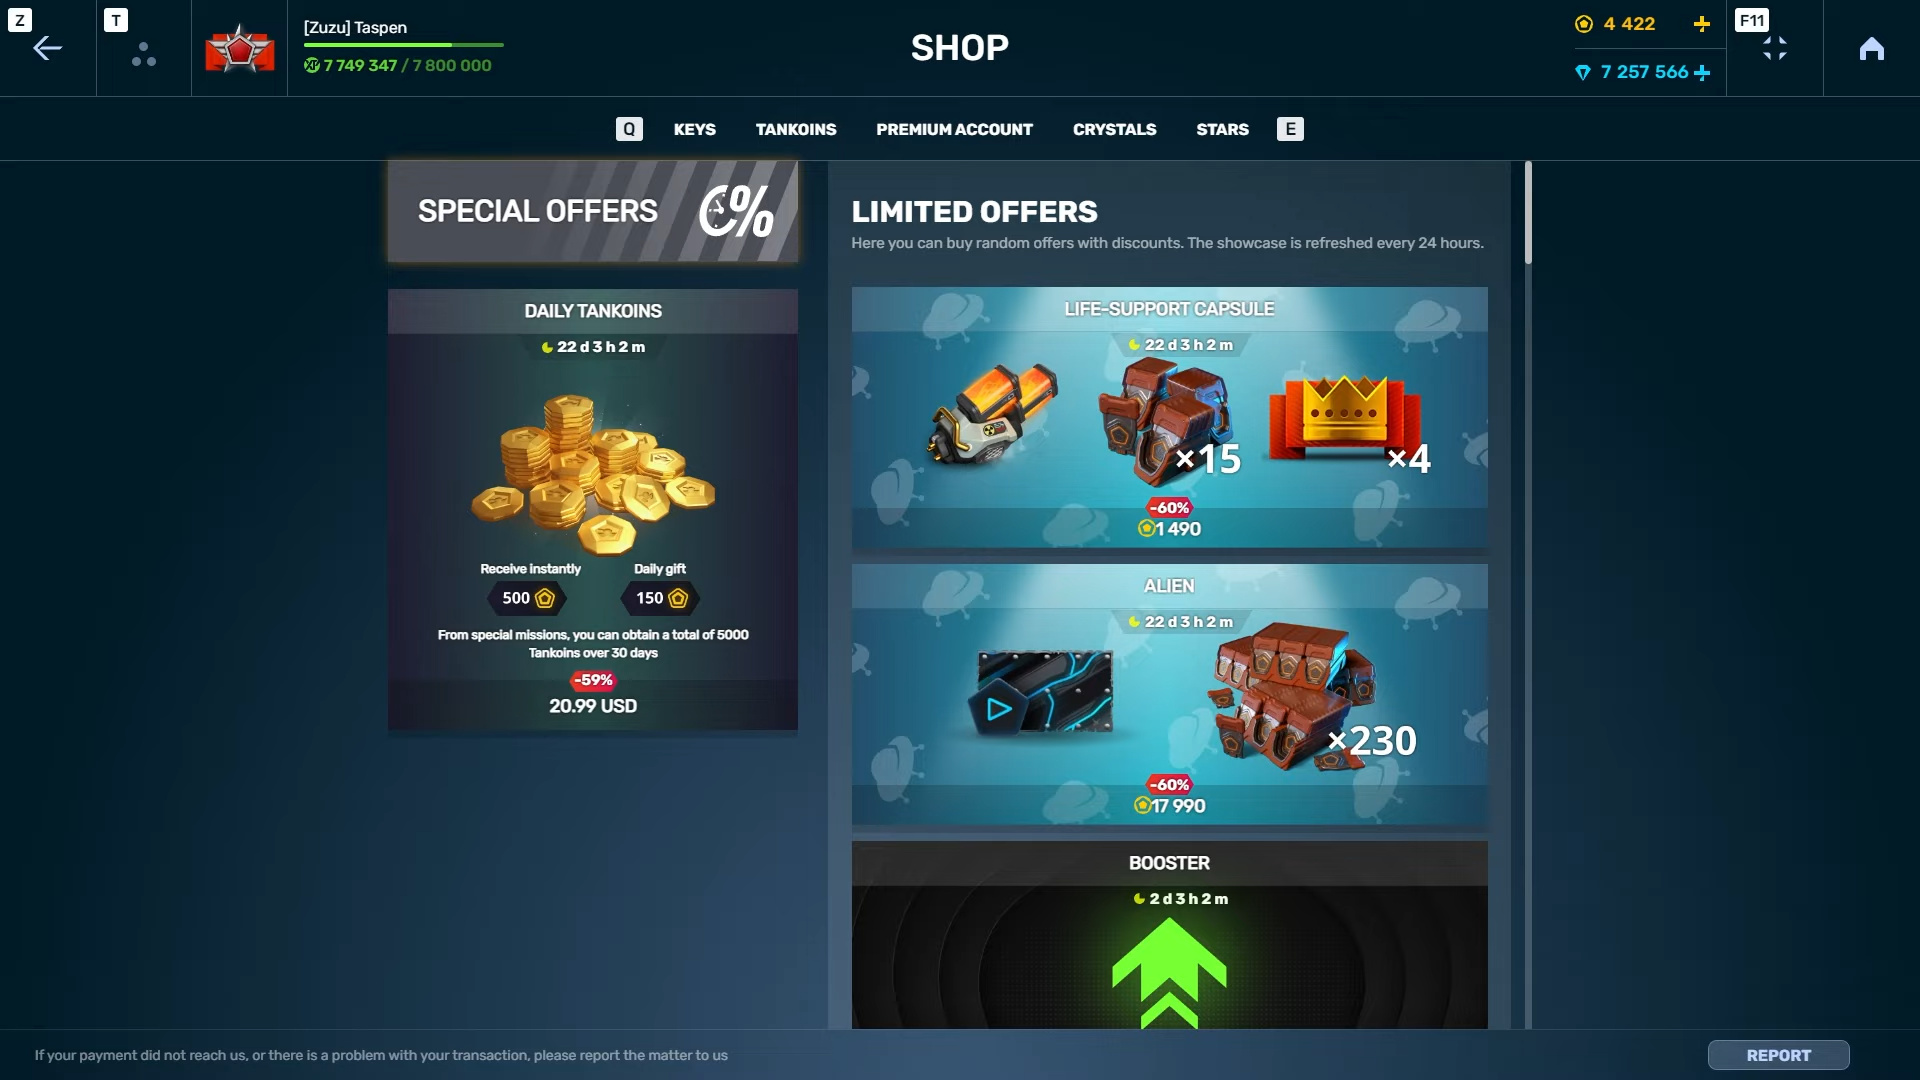 Z
T
[Zuzu] Taspen
XP 7 749 347 / 7 800 000
SHOP
4 422
7 257 566
F11
Q
KEYS
TANKOINS
PREMIUM ACCOUNT
CRYSTALS
STARS
E
SPECIAL OFFERS
%
DAILY TANKOINS
22 d 3 h 2 m
Receive instantly
Daily gift
500
150
From special missions, you can obtain a total of 5000
Tankoins over 30 days
-59%
20.99 USD
LIMITED OFFERS
Here you can buy random offers with discounts. The showcase is refreshed every 24 hours.
LIFE-SUPPORT CAPSULE
22 d 3 h 2 m
×15
×4
-60%
1 490
ALIEN
22 d 3 h 2 m
×230
-60%
17 990
BOOSTER
2 d 3 h 2 m
If your payment did not reach us, or there is a problem with your transaction, please report the matter to us
REPORT